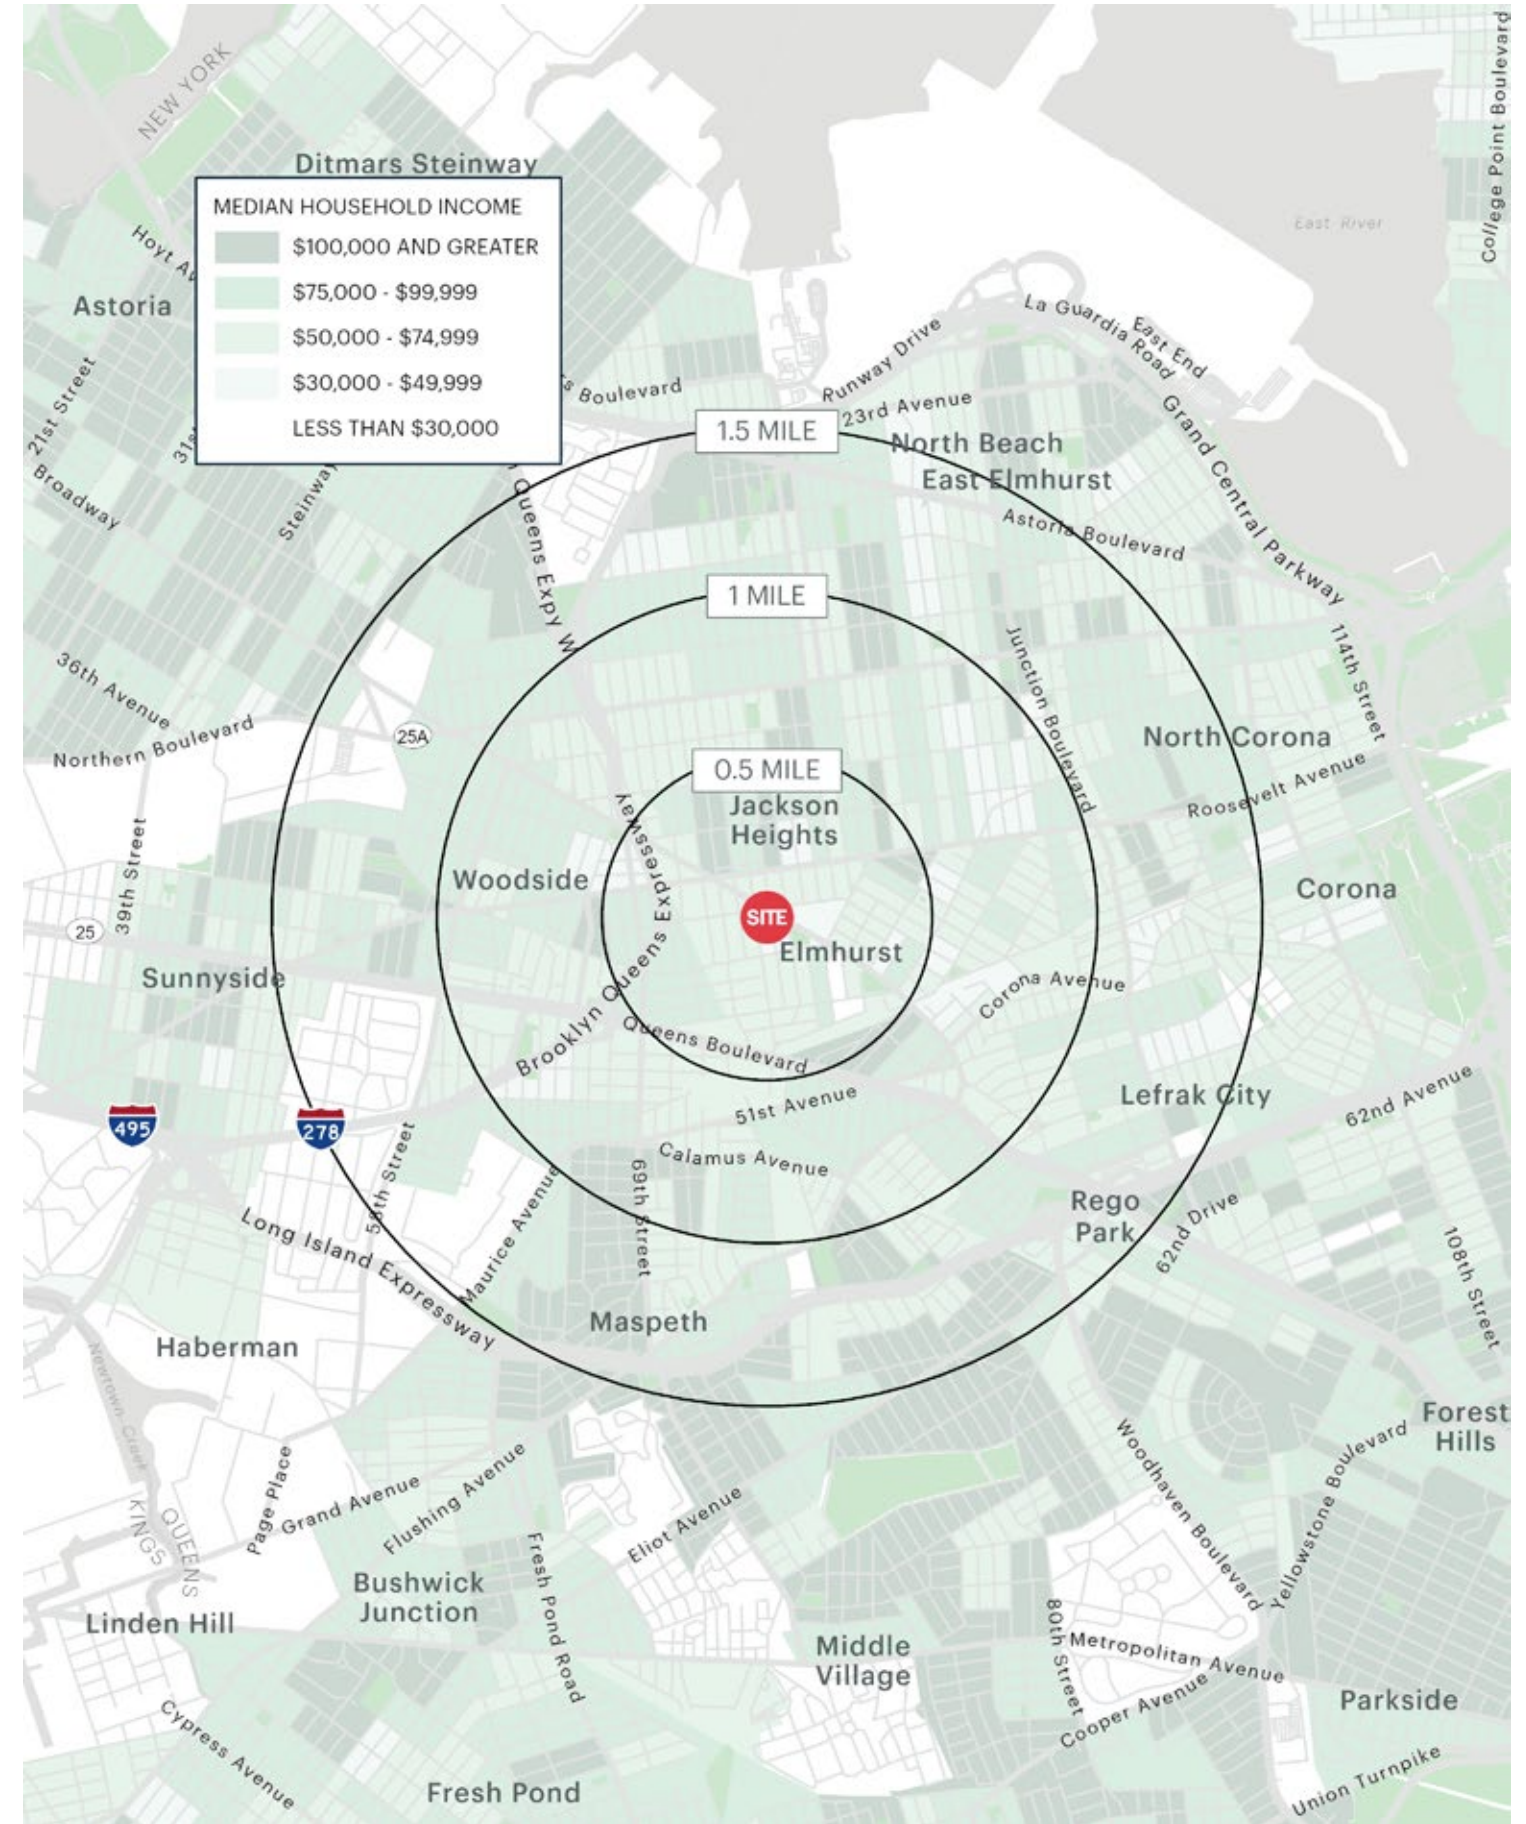 College Point Boulevard
NEW YORK
Ditmars Steinway
MEDIAN HOUSEHOLD INCOME
$100,000 AND GREATER
$75,000 - $99,999
$50,000 - $74,999
$30,000 - $49,999
LESS THAN $30,000
East River
Hoyt Av
Astoria
La Guardia Road
East End
Runway Drive
21st Street
31st
rs Boulevard
23rd Avenue
Grand Central Parkway
1.5 MILE
North Beach
East Elmhurst
Broadway
Steinway
Queens Expy W
Astoria Boulevard
1 MILE
Junction Boulevard
114th Street
36th Avenue
Northern Boulevard
25A
North Corona
0.5 MILE
Roosevelt Avenue
Jackson
Heights
39th Street
Woodside
Brooklyn Queens Expressway
Corona
SITE
25
Elmhurst
Sunnyside
Corona Avenue
Queens Boulevard
51st Avenue
Lefrak City
62nd Avenue
495
278
58th Street
Calamus Avenue
69th Street
Maurice Avenue
Rego
Park
62nd Drive
Long Island Expressway
108th Street
Maspeth
Haberman
Newtown Creek
Forest
Hills
Woodhaven Boulevard
Yellowstone Boulevard
Page Place
Grand Avenue
Flushing Avenue
Eliot Avenue
KINGS
QUEENS
Fresh Pond Road
Bushwick
Junction
Linden Hill
80th Street
Middle
Village
Metropolitan Avenue
Cooper Avenue
Parkside
Cypress Avenue
Fresh Pond
Union Turnpike